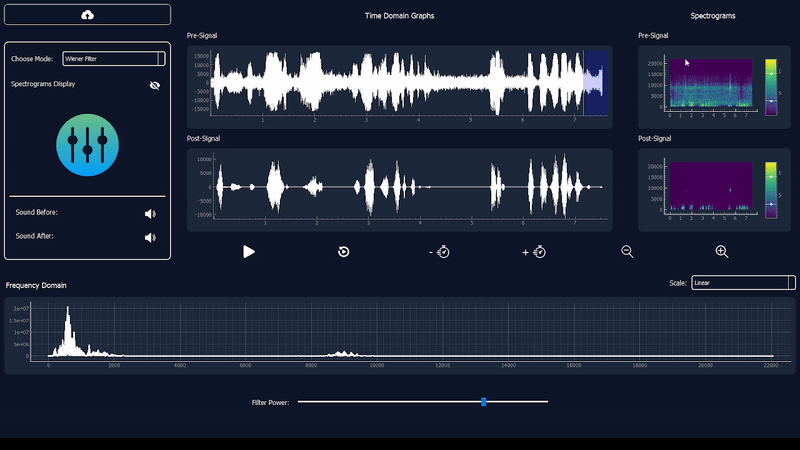 Time Domain Graphs
Spectrograms
Choose Mode: Wiener Filter
Spectrograms Display
Sound Before:
Sound After:
Pre-Signal
15000
10000
5000
0
-5000
-10000
-15000
0 1 2 3 4 5 6 7
Post-Signal
10000
5000
0
-5000
-10000
0 1 2 3 4 5 6 7
- +
Pre-Signal
20000
15000
10000
5000
0
0 1 2 3 4 5 6 7
Post-Signal
20000
15000
10000
5000
0
0 1 2 3 4 5 6 7
Frequency Domain
Scale: Linear
2e+07
1.5e+07
1e+07
5e+06
0
0 2000 4000 6000 8000 10000 12000 14000 16000 18000 20000 22000
Filter Power: